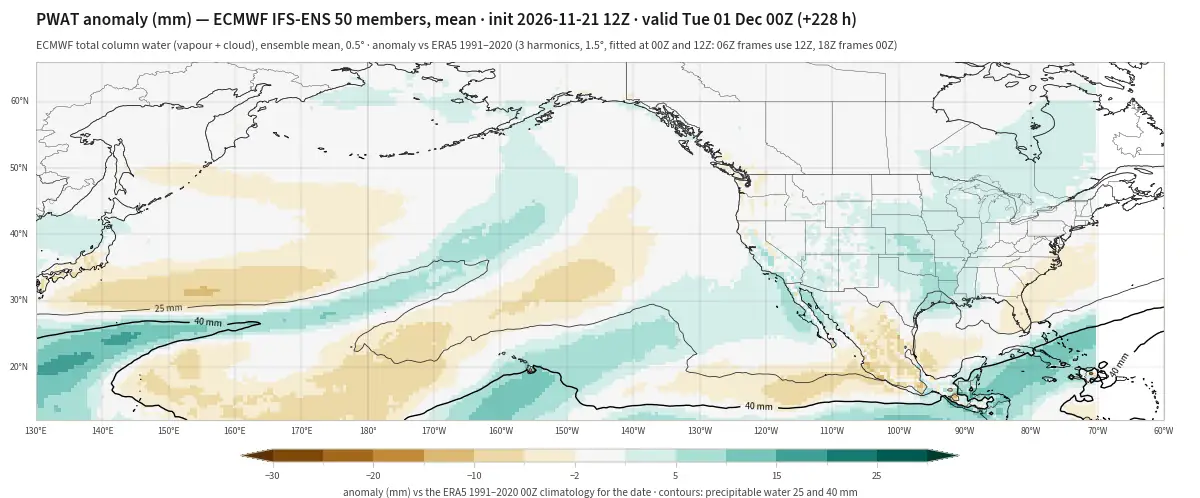 PWAT anomaly (mm) — ECMWF IFS-ENS 50 members, mean · init 2026-11-21 12Z · valid Tue 01 Dec 00Z (+228 h)
ECMWF total column water (vapour + cloud), ensemble mean, 0.5° · anomaly vs ERA5 1991–2020 (3 harmonics, 1.5°, fitted at 00Z and 12Z: 06Z frames use 12Z, 18Z frames 00Z)
60°N
50°N
40°N
30°N
20°N
25 mm
40 mm
40 mm
40 mm
130°E 140°E 150°E 160°E 170°E 180° 170°W 160°W 150°W 140°W 130°W 120°W 110°W 100°W 90°W 80°W 70°W 60°W
−30 −20 −10 −2 5 15 25
anomaly (mm) vs the ERA5 1991–2020 00Z climatology for the date · contours: precipitable water 25 and 40 mm